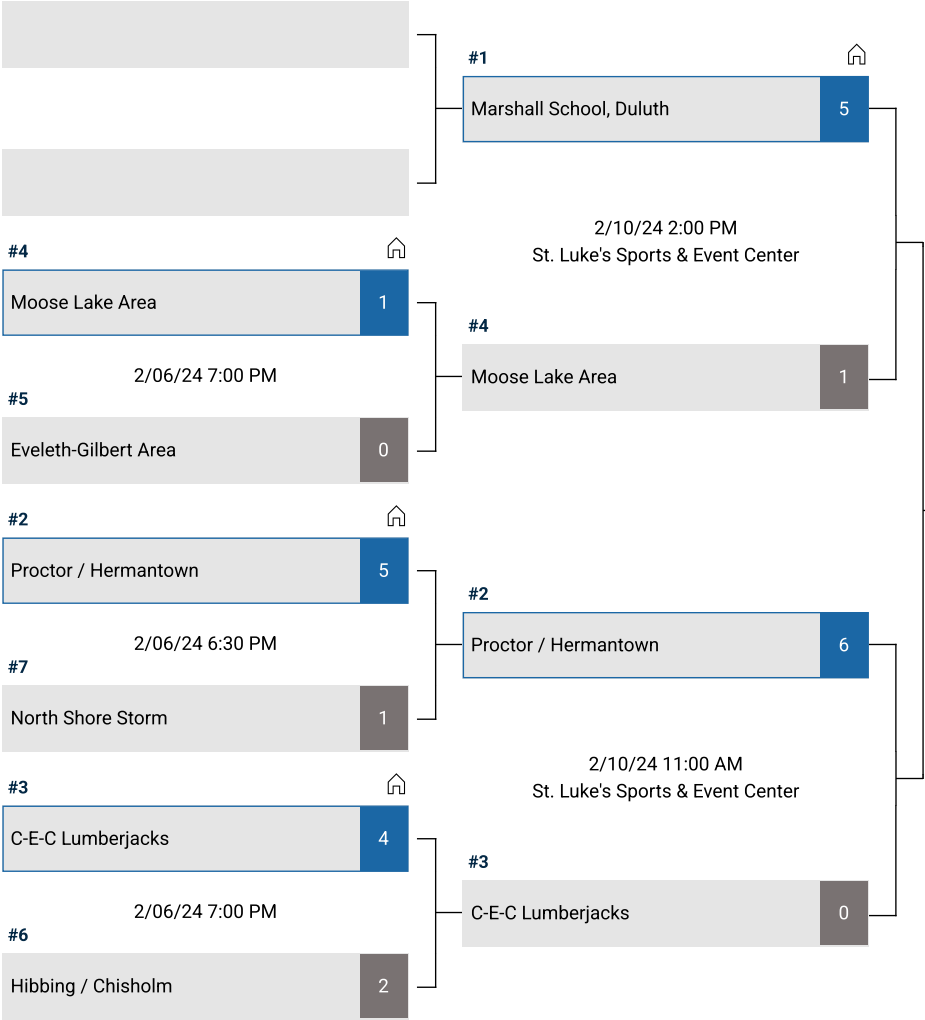 #1
Marshall School, Duluth
5
2/10/24 2:00 PM
St. Luke's Sports & Event Center
#4
Moose Lake Area
1
#4
Moose Lake Area
1
2/06/24 7:00 PM
#5
Eveleth-Gilbert Area
0
#2
Proctor / Hermantown
5
2/06/24 6:30 PM
#7
North Shore Storm
1
#2
Proctor / Hermantown
6
2/10/24 11:00 AM
St. Luke's Sports & Event Center
#3
C-E-C Lumberjacks
0
#3
C-E-C Lumberjacks
4
2/06/24 7:00 PM
#6
Hibbing / Chisholm
2